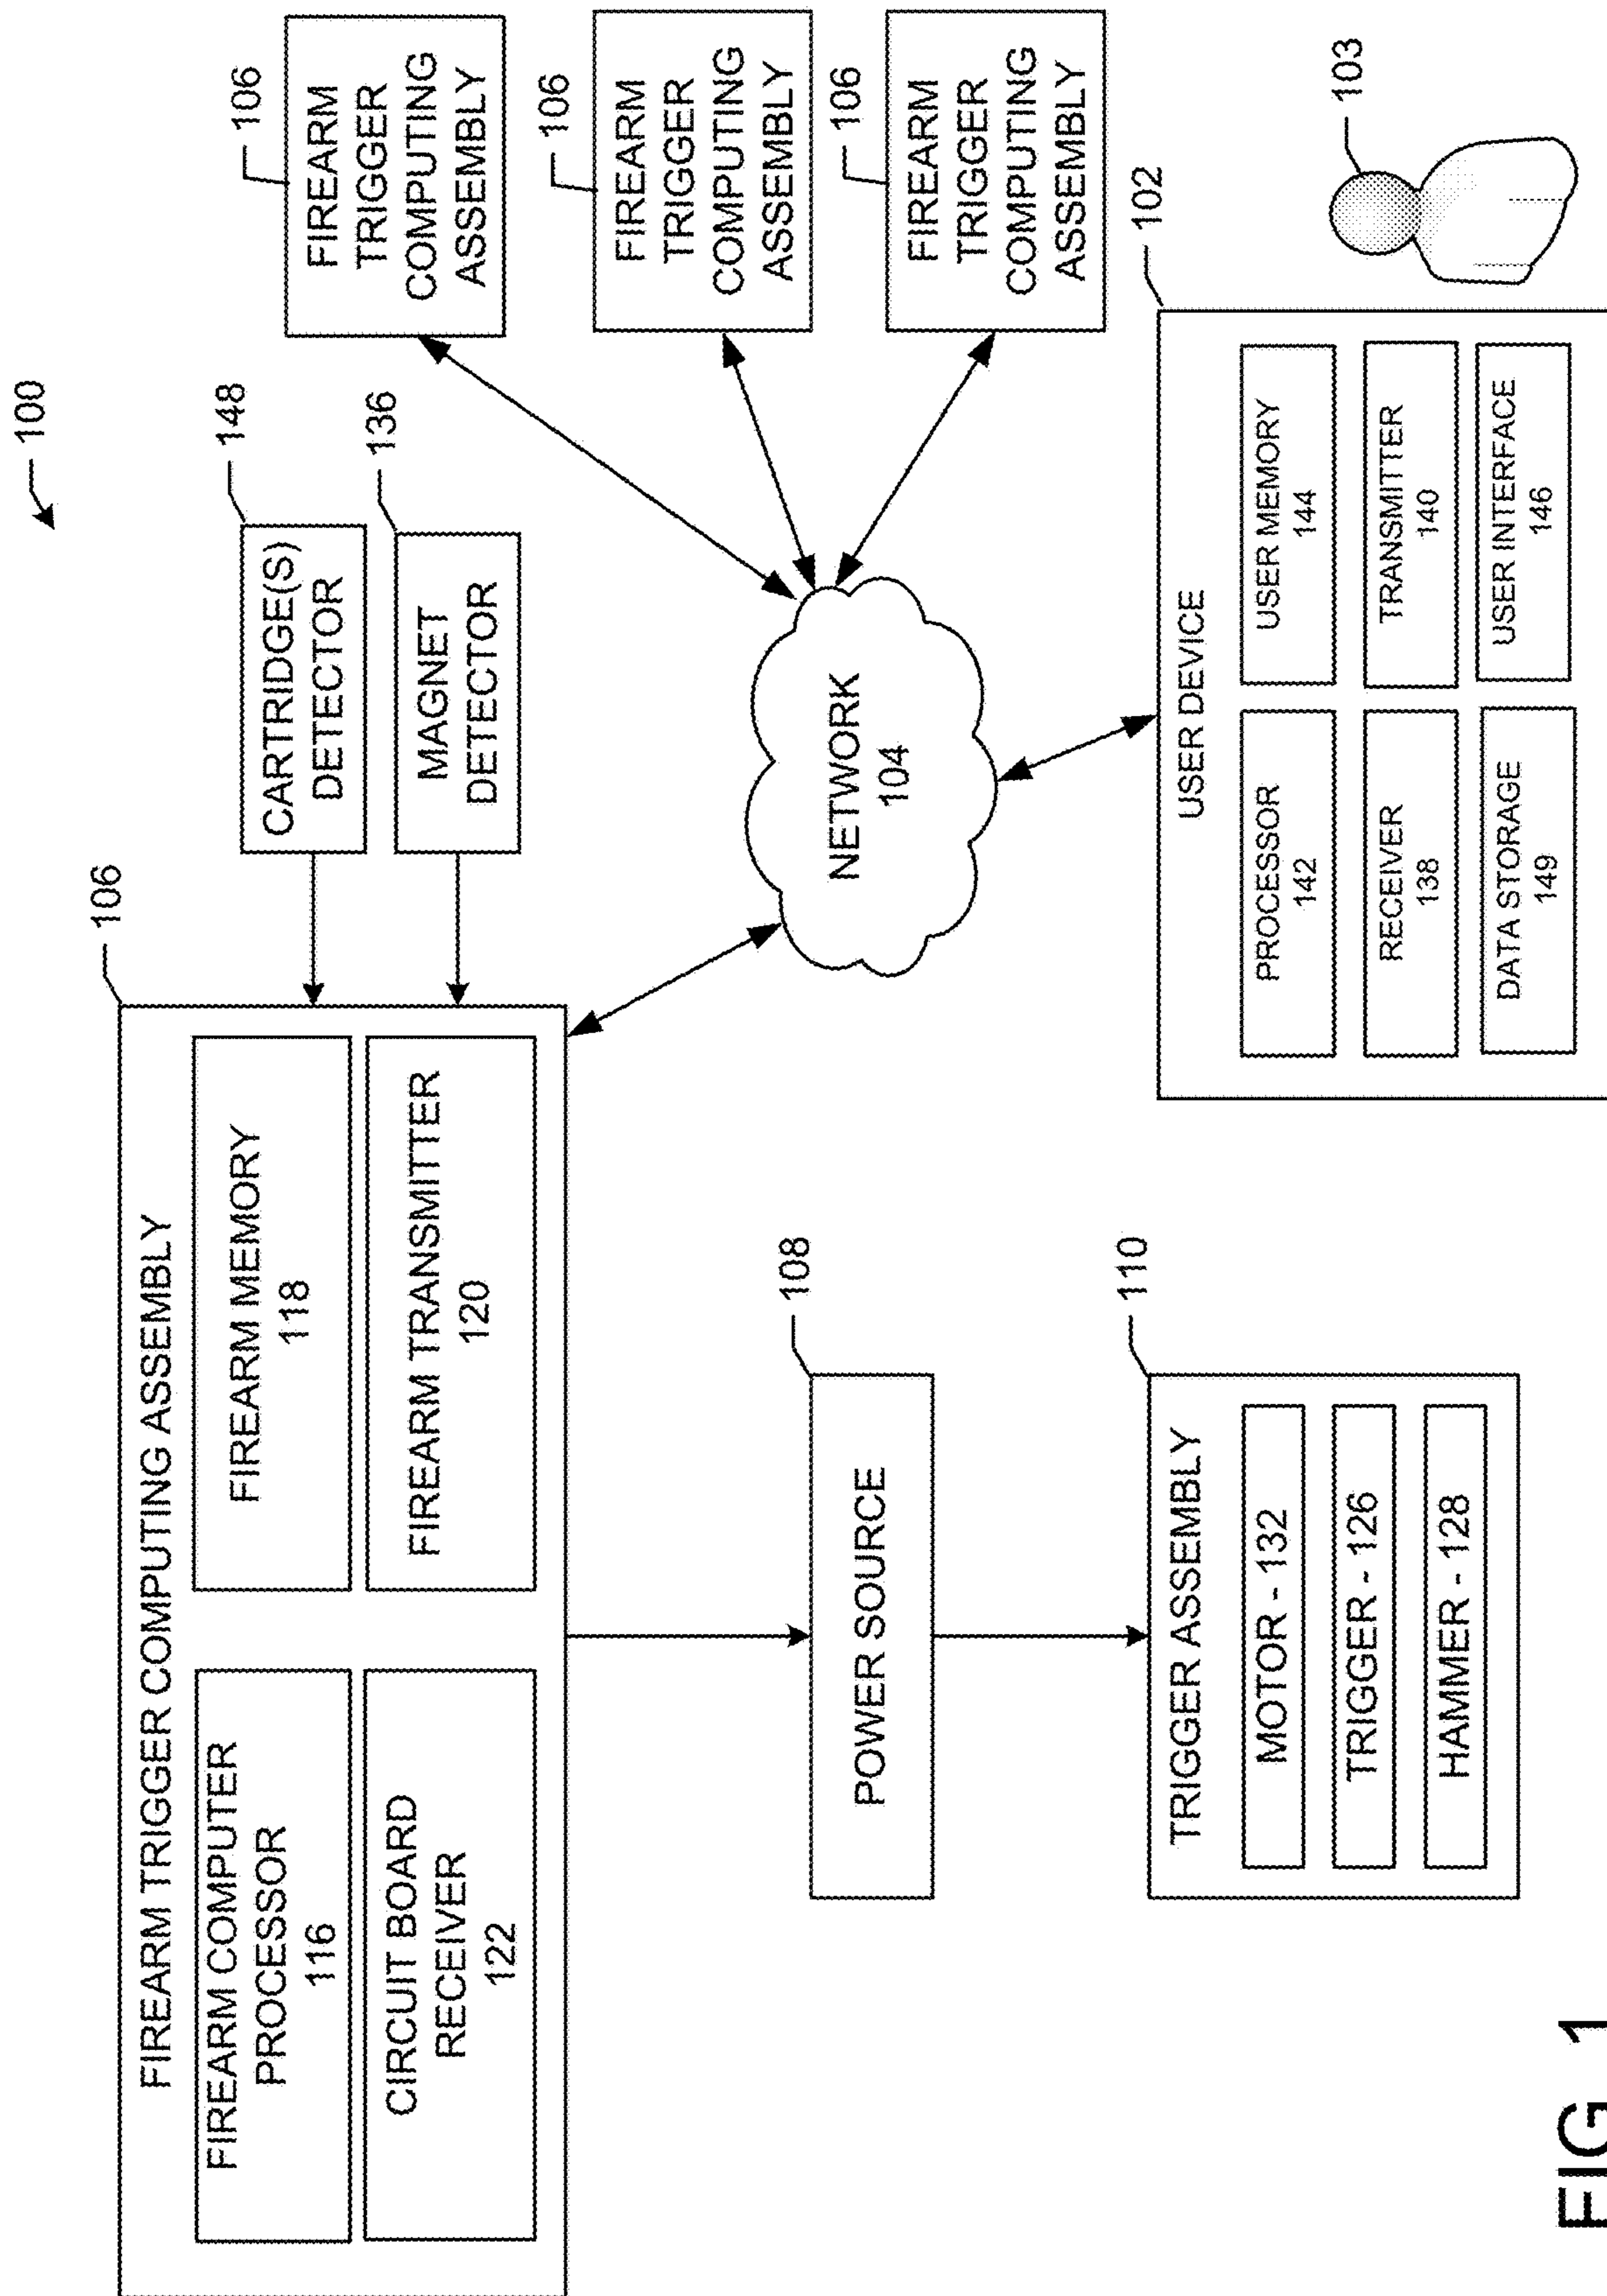 100
106
FIREARM TRIGGER COMPUTING ASSEMBLY
FIREARM COMPUTER
PROCESSOR
116
FIREARM MEMORY
118
CIRCUIT BOARD
RECEIVER
122
FIREARM TRANSMITTER
120
148
CARTRIDGE(S)
DETECTOR
136
MAGNET
DETECTOR
106
FIREARM
TRIGGER
COMPUTING
ASSEMBLY
106
FIREARM
TRIGGER
COMPUTING
ASSEMBLY
106
FIREARM
TRIGGER
COMPUTING
ASSEMBLY
NETWORK
104
108
POWER SOURCE
110
TRIGGER ASSEMBLY
MOTOR - 132
TRIGGER - 126
HAMMER - 128
102
USER DEVICE
PROCESSOR
142
USER MEMORY
144
RECEIVER
138
TRANSMITTER
140
DATA STORAGE
149
USER INTERFACE
146
103
FIG. 1